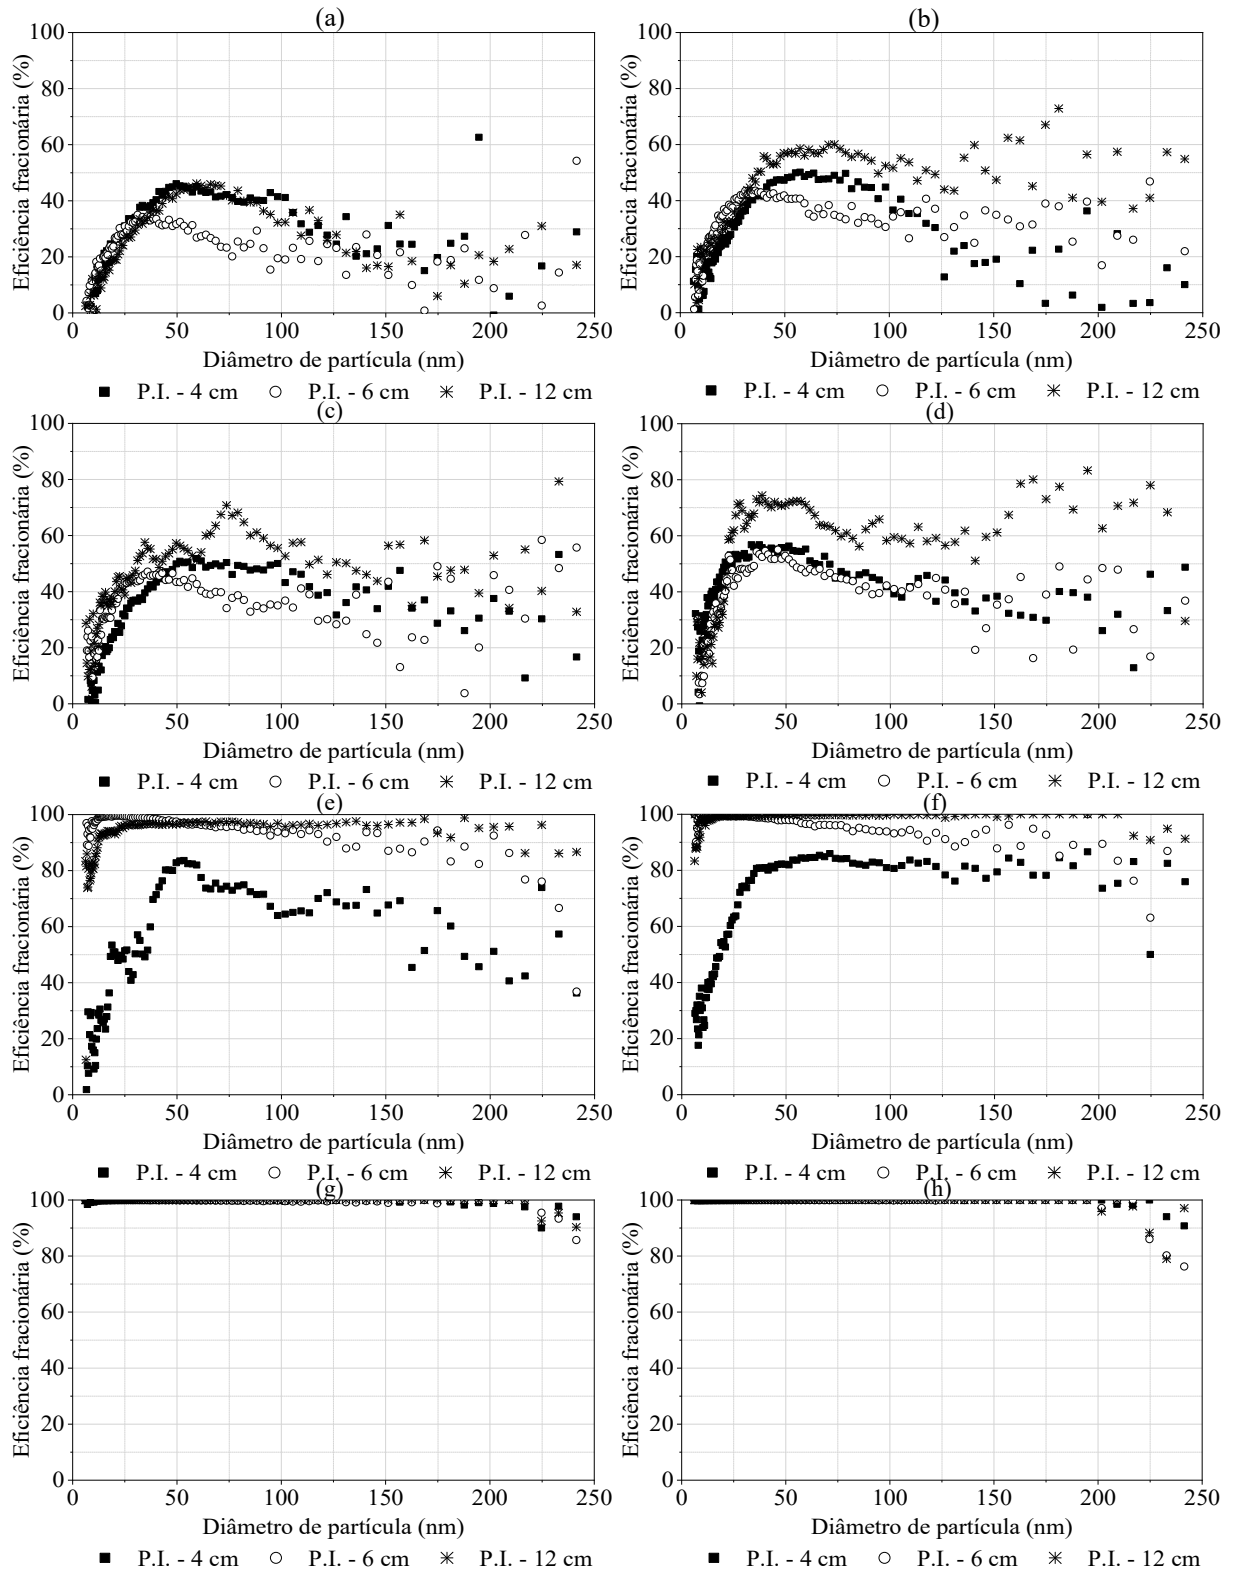 (a) (b)
Eficiência fracionária (%) 100 80 60 40 20 0 Eficiência fracionária (%) 100 80 60 40 20 0
0 50 100 150 200 250 0 50 100 150 200 250
Diâmetro de partícula (nm) Diâmetro de partícula (nm)
P.I. - 4 cm P.I. - 6 cm P.I. - 12 cm P.I. - 4 cm P.I. - 6 cm P.I. - 12 cm
(c) (d)
Eficiência fracionária (%) 100 80 60 40 20 0 Eficiência fracionária (%) 100 80 60 40 20 0
0 50 100 150 200 250 0 50 100 150 200 250
Diâmetro de partícula (nm) Diâmetro de partícula (nm)
P.I. - 4 cm P.I. - 6 cm P.I. - 12 cm P.I. - 4 cm P.I. - 6 cm P.I. - 12 cm
(e) (f)
Eficiência fracionária (%) 100 80 60 40 20 0 Eficiência fracionária (%) 100 80 60 40 20 0
0 50 100 150 200 250 0 50 100 150 200 250
Diâmetro de partícula (nm) Diâmetro de partícula (nm)
P.I. - 4 cm P.I. - 6 cm P.I. - 12 cm P.I. - 4 cm P.I. - 6 cm P.I. - 12 cm
(g) (h)
Eficiência fracionária (%) 100 80 60 40 20 0 Eficiência fracionária (%) 100 80 60 40 20 0
0 50 100 150 200 250 0 50 100 150 200 250
Diâmetro de partícula (nm) Diâmetro de partícula (nm)
P.I. - 4 cm P.I. - 6 cm P.I. - 12 cm P.I. - 4 cm P.I. - 6 cm P.I. - 12 cm